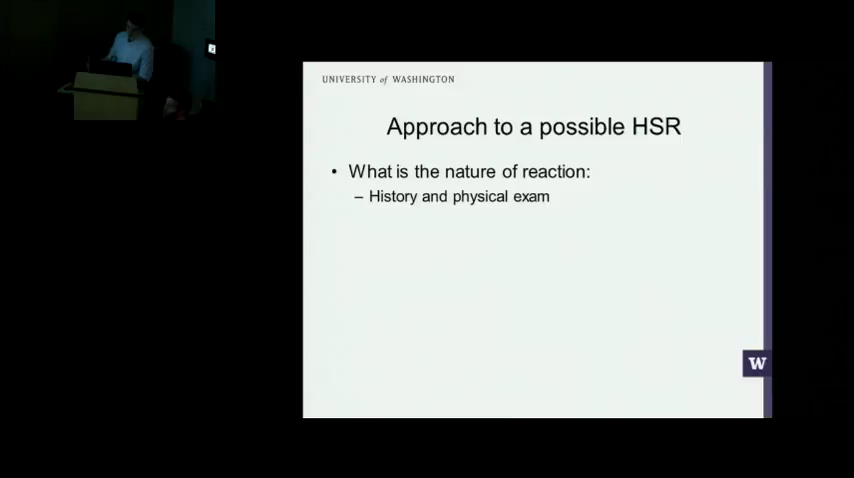 UNIVERSITY of WASHINGTON
Approach to a possible HSR
• What is the nature of reaction:
– History and physical exam
W